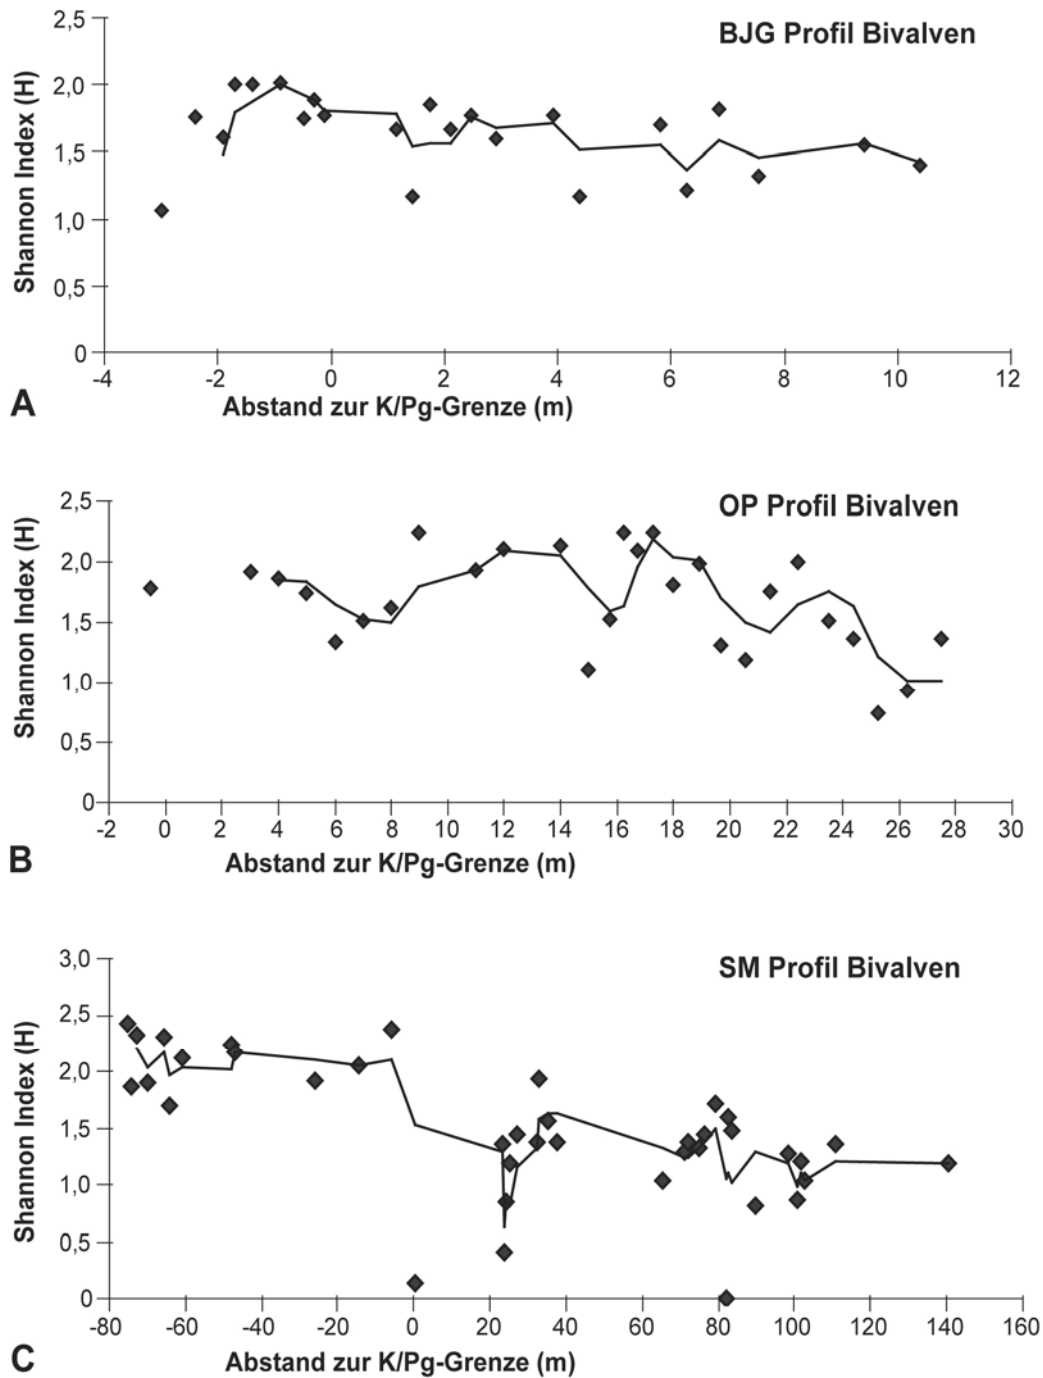 BJG Profil Bivalven
Shannon Index (H)
2,5
2,0
1,5
1,0
0,5
0
-4 -2 0 2 4 6 8 10 12
Abstand zur K/Pg-Grenze (m)
A
OP Profil Bivalven
Shannon Index (H)
2,5
2,0
1,5
1,0
0,5
0
-2 0 2 4 6 8 10 12 14 16 18 20 22 24 26 28 30
Abstand zur K/Pg-Grenze (m)
B
SM Profil Bivalven
Shannon Index (H)
3,0
2,5
2,0
1,5
1,0
0,5
0
-80 -60 -40 -20 0 20 40 60 80 100 120 140 160
Abstand zur K/Pg-Grenze (m)
C